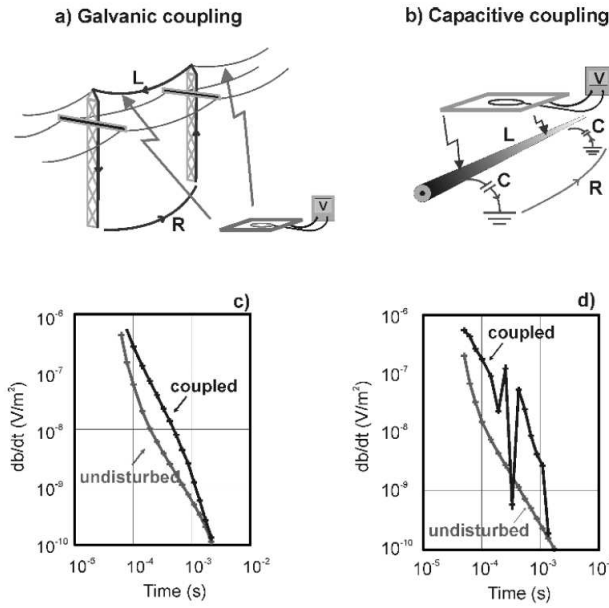 a) Galvanic coupling
b) Capacitive coupling
L
R
V
V
L
C
C
R
c)
10⁻⁶
10⁻⁷
10⁻⁸
10⁻⁹
10⁻¹⁰
db/dt (V/m²)
coupled
undisturbed
10⁻⁵
10⁻⁴
10⁻³
10⁻²
Time (s)
d)
10⁻⁶
10⁻⁷
10⁻⁸
10⁻⁹
10⁻¹⁰
db/dt (V/m²)
coupled
undisturbed
10⁻⁵
10⁻⁴
10⁻³
Time (s)